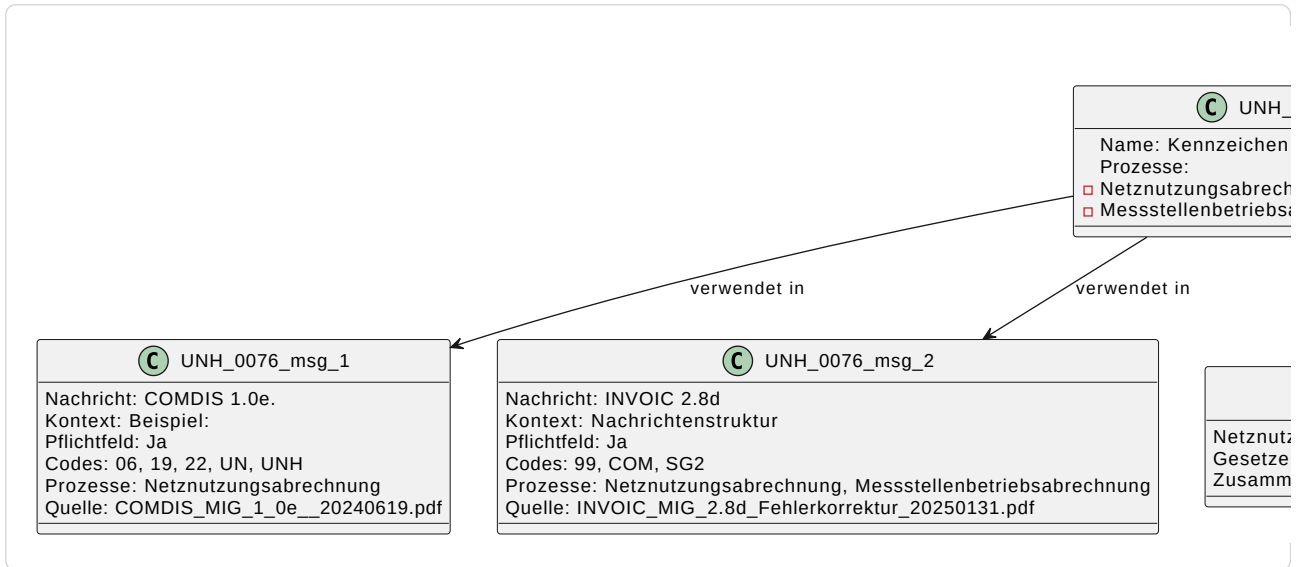 C UNH_
Name: Kennzeichen
Prozesse:
Netznutzungsabrech
Messstellenbetriebsa
verwendet in
verwendet in
C UNH_0076_msg_1
Nachricht: COMDIS 1.0e.
Kontext: Beispiel:
Pflichtfeld: Ja
Codes: 06, 19, 22, UN, UNH
Prozesse: Netznutzungsabrechnung
Quelle: COMDIS_MIG_1_0e__20240619.pdf
C UNH_0076_msg_2
Nachricht: INVOIC 2.8d
Kontext: Nachrichtenstruktur
Pflichtfeld: Ja
Codes: 99, COM, SG2
Prozesse: Netznutzungsabrechnung, Messstellenbetriebsabrechnung
Quelle: INVOIC_MIG_2.8d_Fehlerkorrektur_20250131.pdf
Netznutz
Gesetze
Zusamm